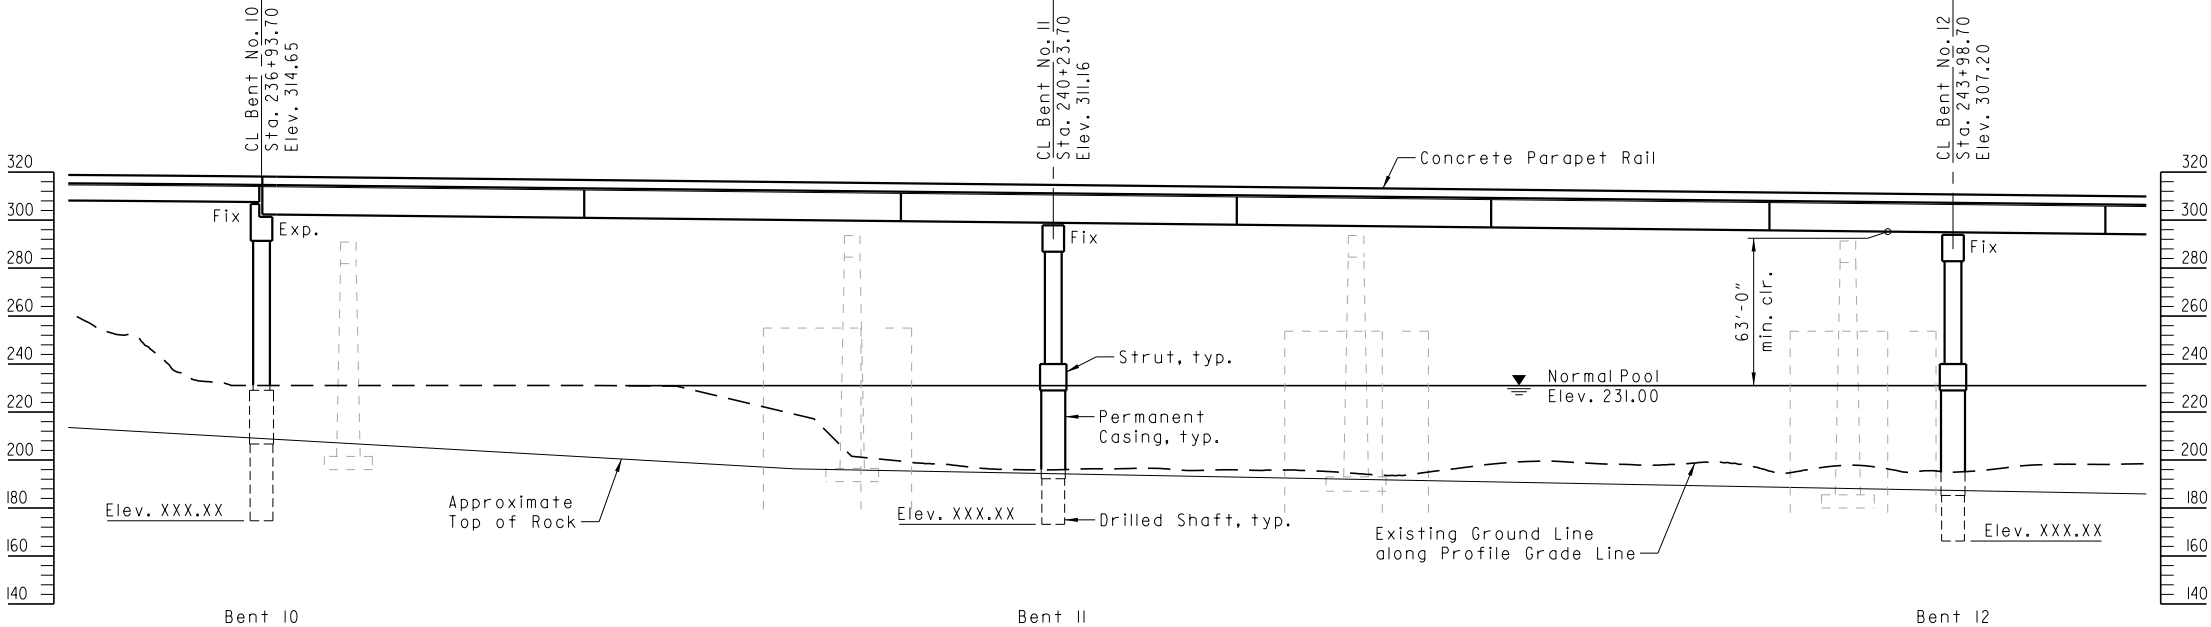 CL Bent No. 10
Sta. 236+93.70
Elev. 314.65
CL Bent No. 11
Sta. 240+23.70
Elev. 311.16
CL Bent No. 12
Sta. 243+98.70
Elev. 307.20
320
300
280
260
240
220
200
180
160
140
320
300
280
260
240
220
200
180
160
140
Concrete Parapet Rail
Fix
Exp.
Fix
Fix
63'-0"
min. clr.
Strut, typ.
Normal Pool
Elev. 231.00
Permanent
Casing, typ.
Approximate
Top of Rock
Elev. XXX.XX
Elev. XXX.XX
Drilled Shaft, typ.
Existing Ground Line
along Profile Grade Line
Elev. XXX.XX
Bent 10
Bent 11
Bent 12